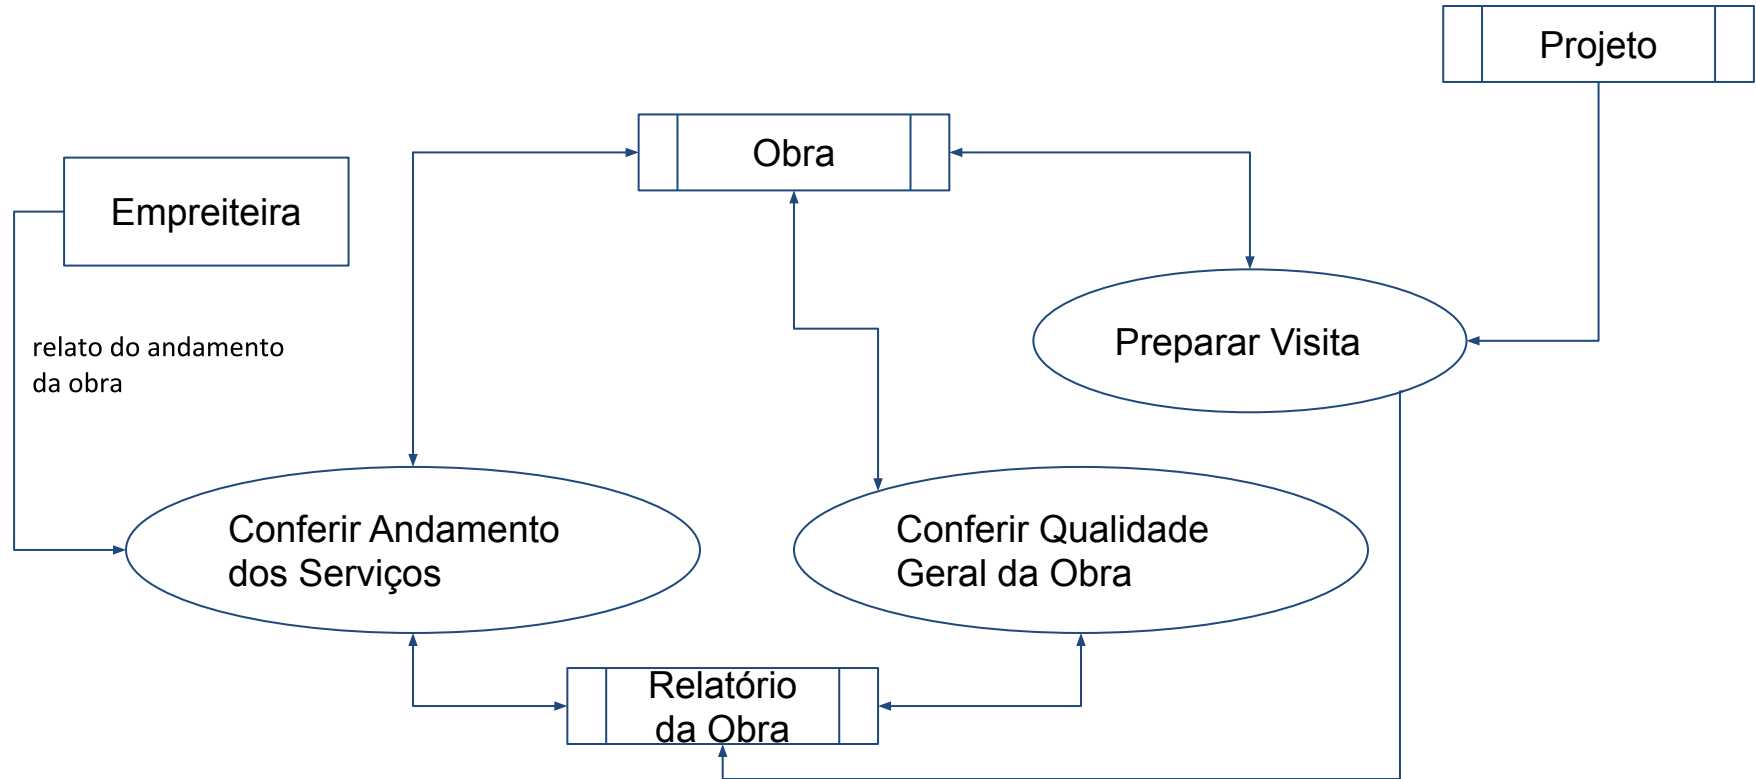 Projeto
Obra
Empreiteira
relato do andamento
da obra
Preparar Visita
Conferir Andamento
dos Serviços
Conferir Qualidade
Geral da Obra
Relatório
da Obra